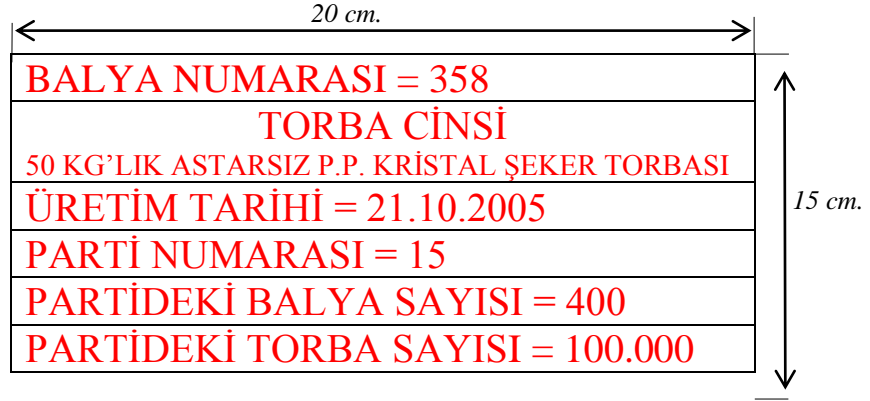 20 cm.
BALYA NUMARASI = 358
TORBA CİNSİ
50 KG'LIK ASTARSIZ P.P. KRİSTAL ŞEKER TORBASI
ÜRETİM TARİHİ = 21.10.2005
15 cm.
PARTİ NUMARASI = 15
PARTİDEKİ BALYA SAYISI = 400
PARTİDEKİ TORBA SAYISI = 100.000